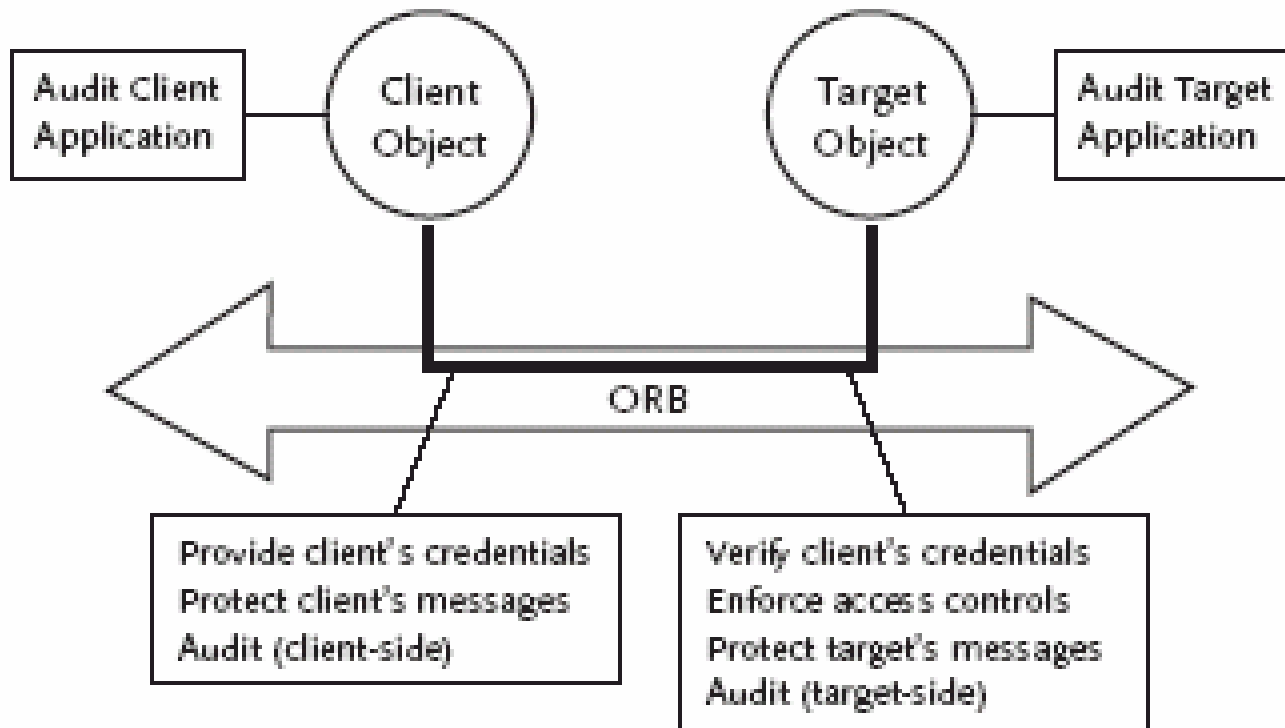 Audit Client
Application
Client
Object
Target
Object
Audit Target
Application
ORB
Provide client's credentials
Protect client's messages
Audit (client-side)
Verify client's credentials
Enforce access controls
Protect target's messages
Audit (target-side)